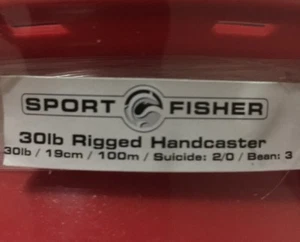 SPORT FISHER
30lb Rigged Handcaster
30lb / 19cm / 100m / Suicide: 2/0 / Bean: 3